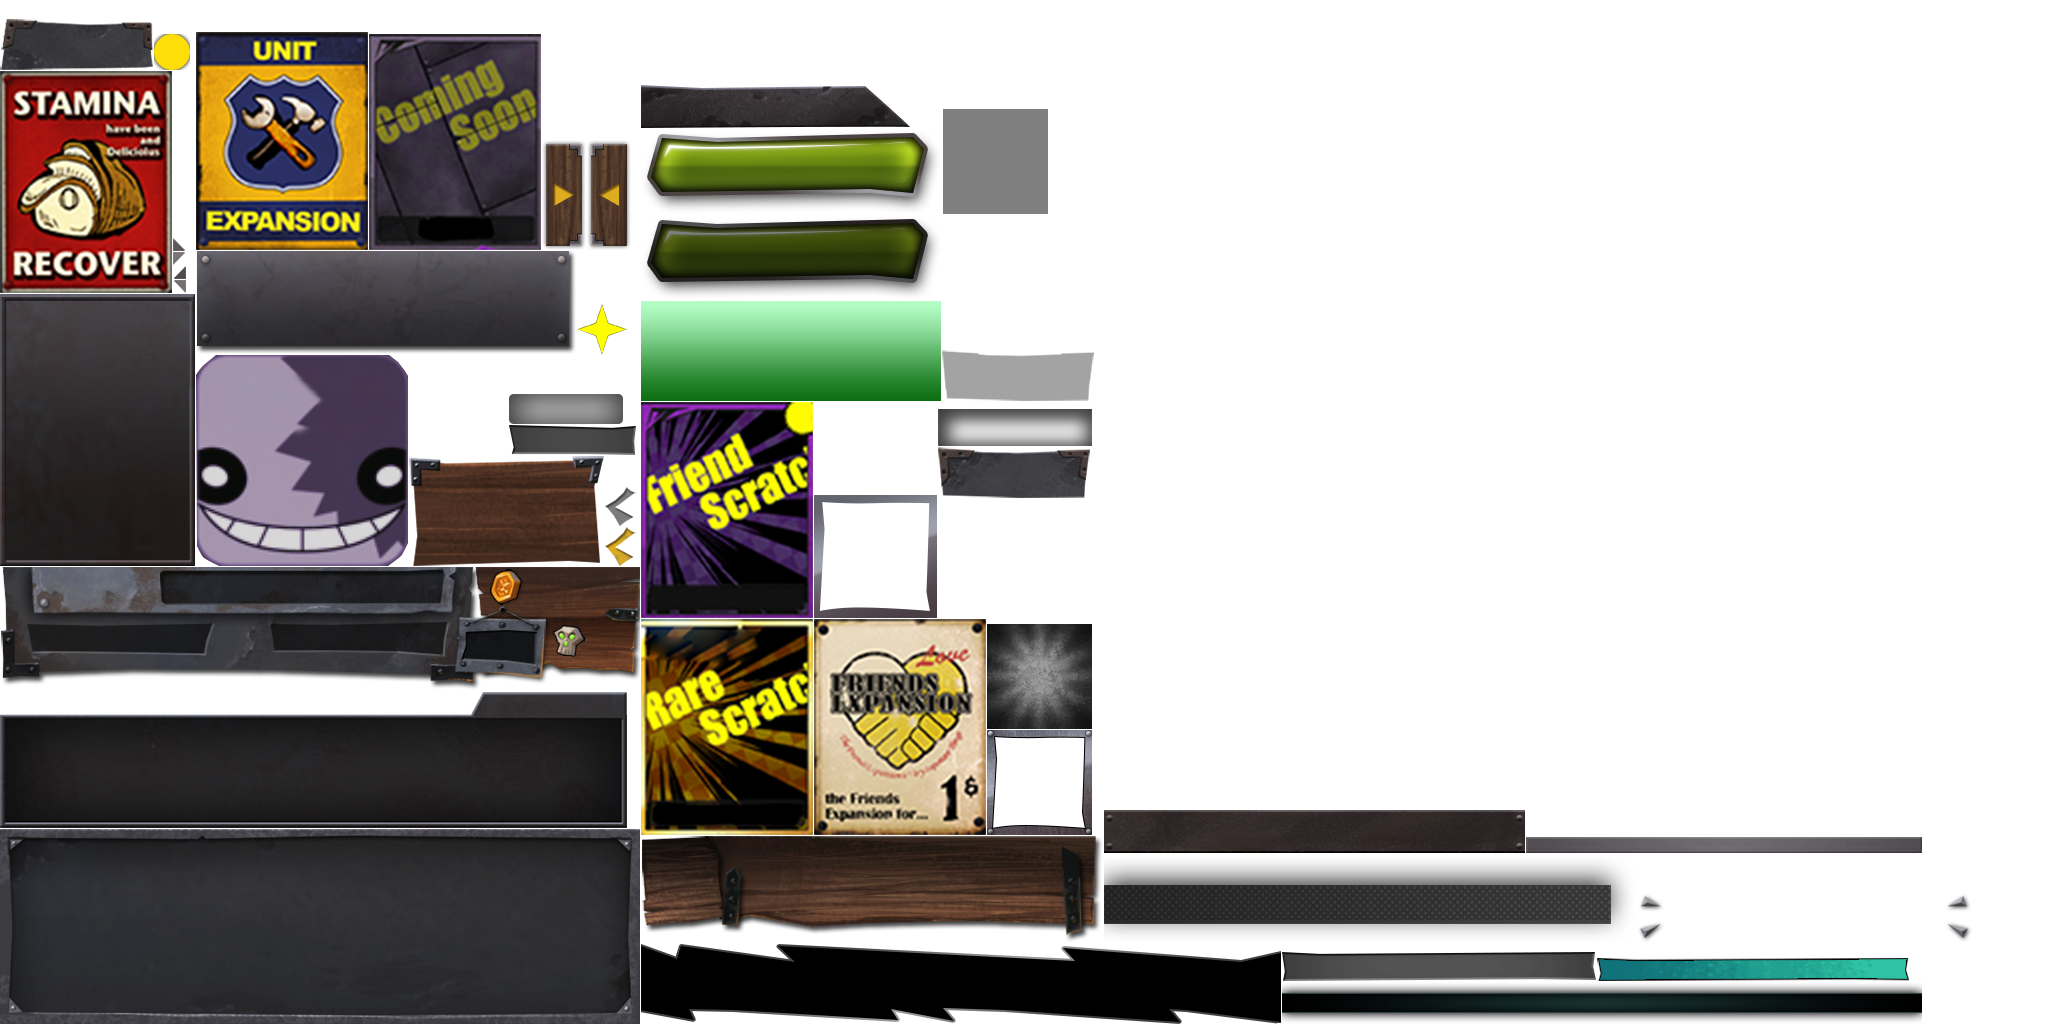 UNIT
EXPANSION
Coming
Soon
STAMINA
have been
and
Deliciolus
RECOVER
Friend
Scratc
Rare
Scratc
Love
FRIENDS
EXPANSION
the Friends
Expansion for...
1$